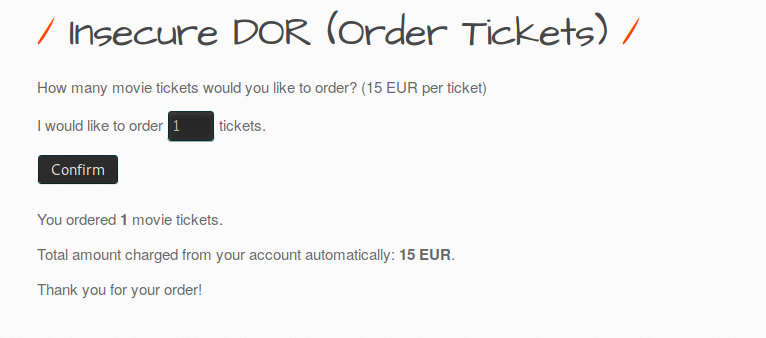 / Insecure DOR (Order Tickets) /
How many movie tickets would you like to order? (15 EUR per ticket)
I would like to order 1 tickets.
Confirm
You ordered 1 movie tickets.
Total amount charged from your account automatically: 15 EUR.
Thank you for your order!